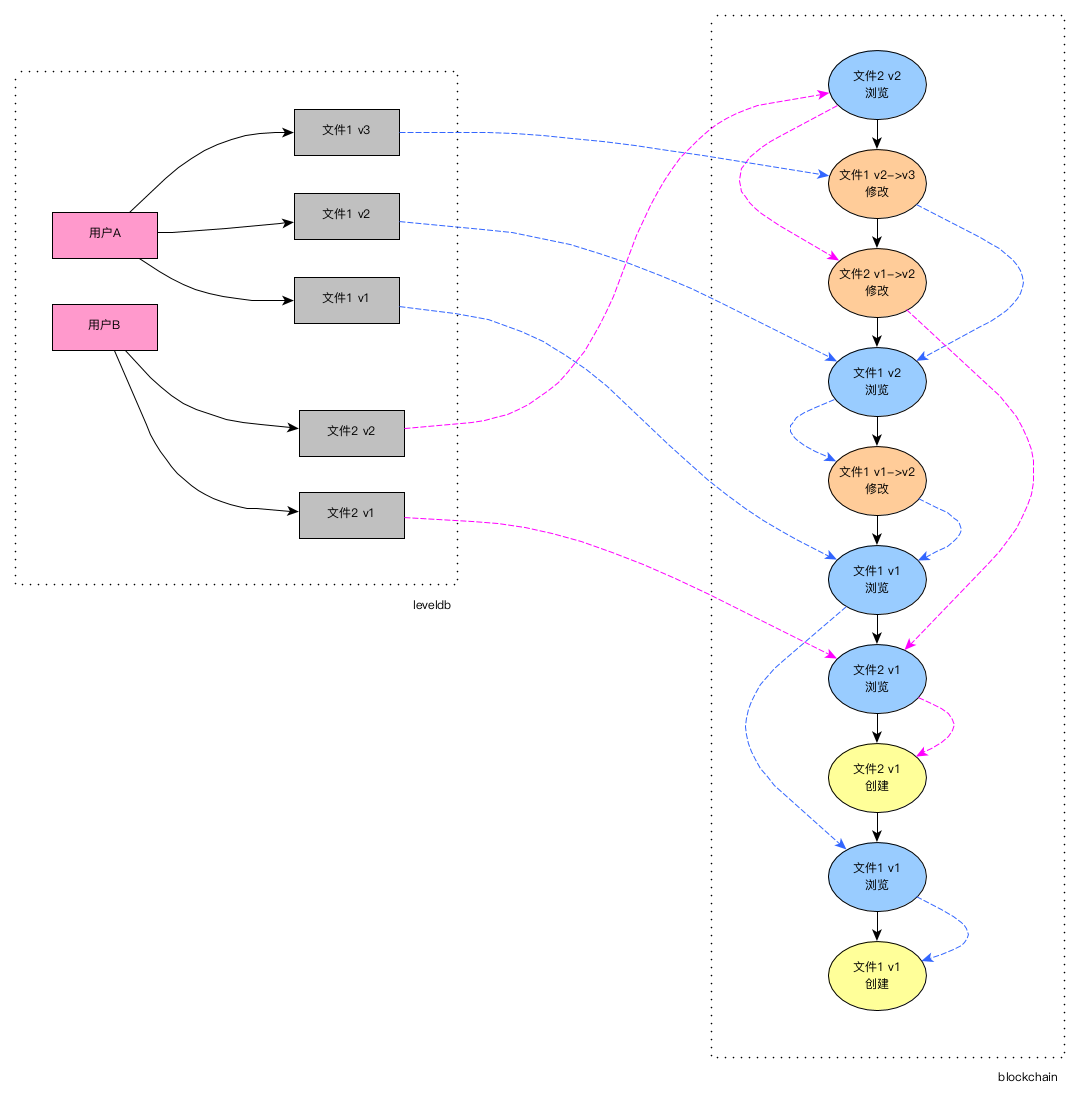 文件1 v3
文件1 v2
用户A
文件1 v1
用户B
文件2 v2
文件2 v1
leveldb
文件2 v2
浏览
文件1 v2->v3
修改
文件2 v1->v2
修改
文件1 v2
浏览
文件1 v1->v2
修改
文件1 v1
浏览
文件2 v1
浏览
文件2 v1
创建
文件1 v1
浏览
文件1 v1
创建
blockchain